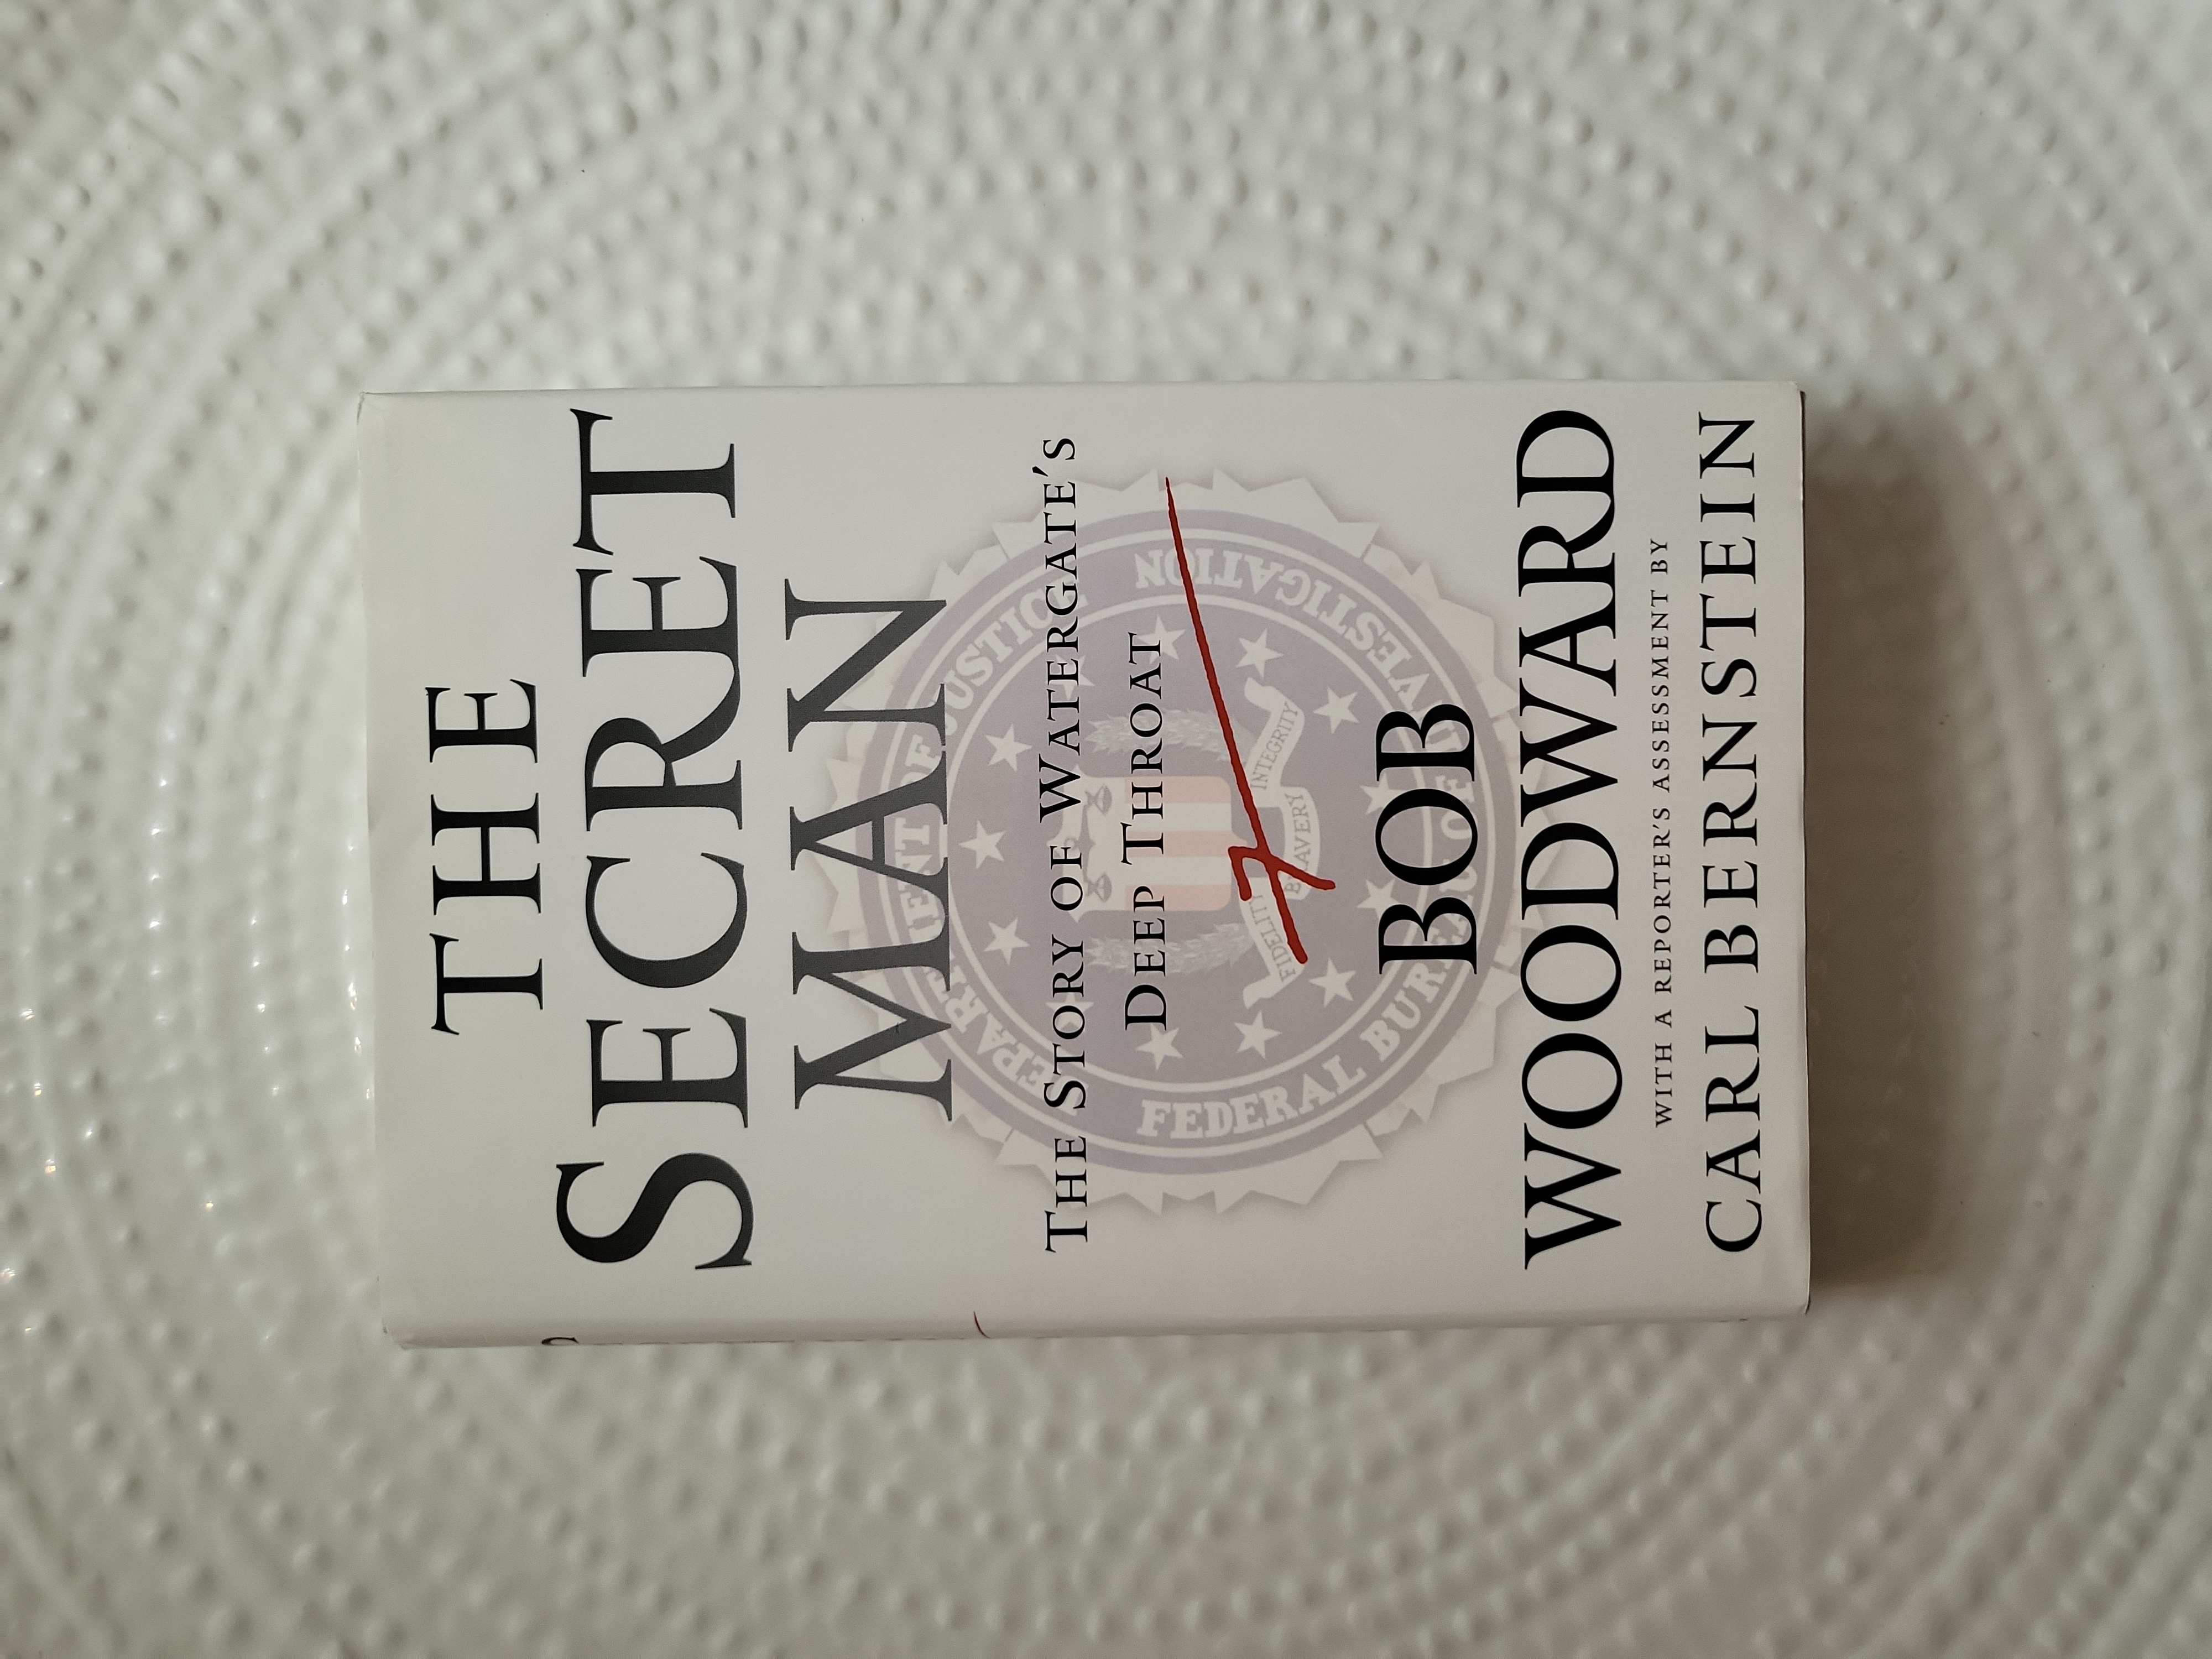 THE
SECRET
MAN
THE STORY OF WATERGATE'S
DEEP THROAT
BOB
WOODWARD
WITH A REPORTER'S ASSESSMENT BY
CARL BERNSTEIN
DEPARTMENT OF JUSTICE
FEDERAL BUREAU OF INVESTIGATION
FIDELITY BRAVERY INTEGRITY